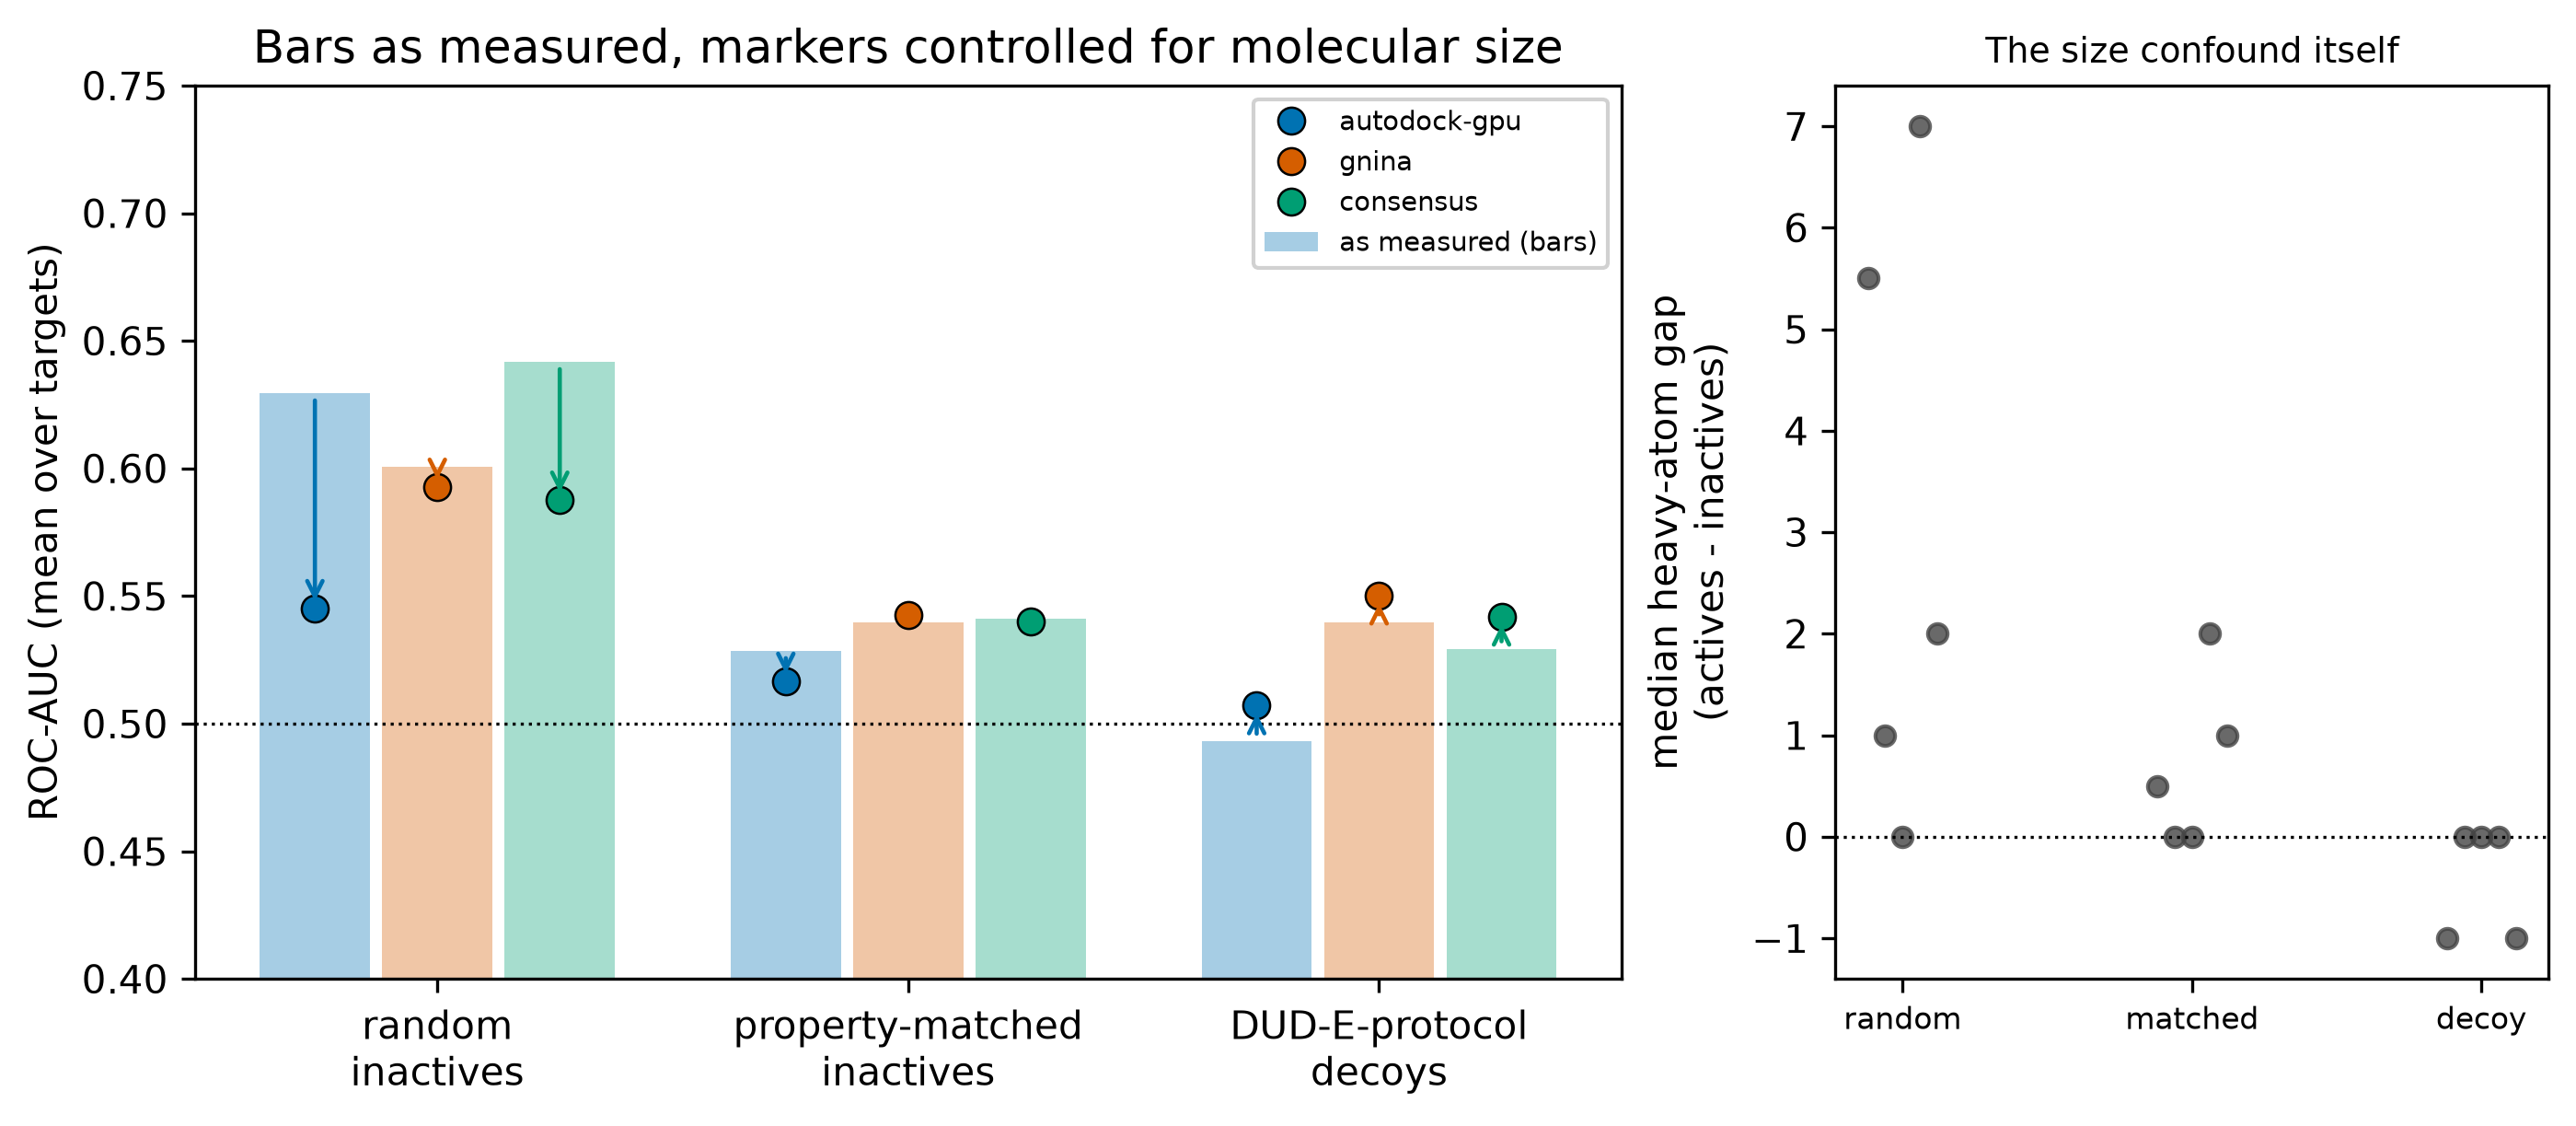 Bars as measured, markers controlled for molecular size
ROC-AUC (mean over targets)
0.75
0.70
0.65
0.60
0.55
0.50
0.45
0.40
autodock-gpu
gnina
consensus
as measured (bars)
random
inactives
property-matched
inactives
DUD-E-protocol
decoys
The size confound itself
median heavy-atom gap
(actives - inactives)
7
6
5
4
3
2
1
0
−1
random
matched
decoy